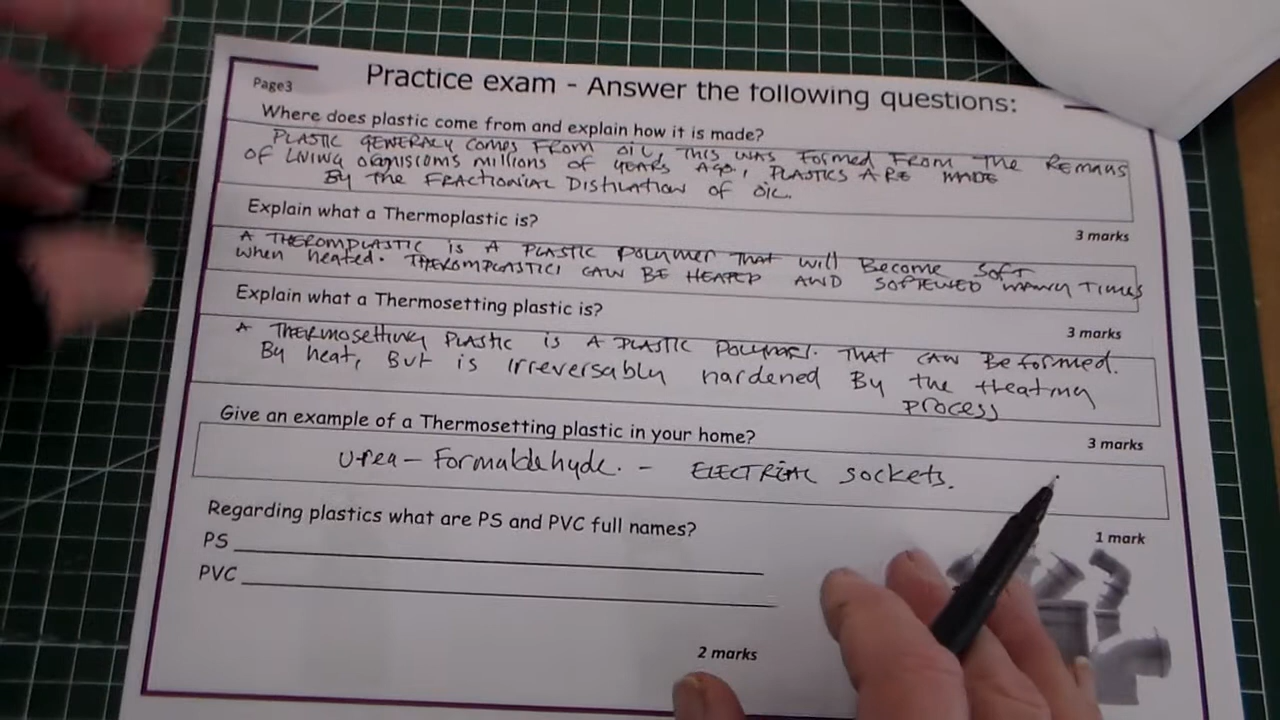 Page3
Practice exam - Answer the following questions:
Where does plastic come from and explain how it is made?
PLASTIC GENERALY COMES FROM OIL, THIS WAS FORMED FROM THE REMANS
OF LIVING OAGNISCOMS MILLIONS OF YEARS AGO, PLASTICS ARE MADE
BY THE FRACTIONIAL DISTILATION OF OIL.
3 marks
Explain what a Thermoplastic is?
A THEROMPLASTIC IS A PLASTIC POLYMER THAT WILL BECOME SOFT
WHEN HEATED. THEROMPLASTICS CAN BE HEATED AND SOFTENED MANY TIMES
3 marks
Explain what a Thermosetting plastic is?
A THERMOSETTING PLASTIC IS A PLASTIC POLYMER. THAT CAN BE FORMED.
BY HEAT, BUT IS IRREVERSABLY HARDENED BY THE HEATING
PROCESS
3 marks
Give an example of a Thermosetting plastic in your home?
Urea - Formaldehyde. - ELECTRICAL SOCKETS.
1 mark
Regarding plastics what are PS and PVC full names?
PS
PVC
2 marks